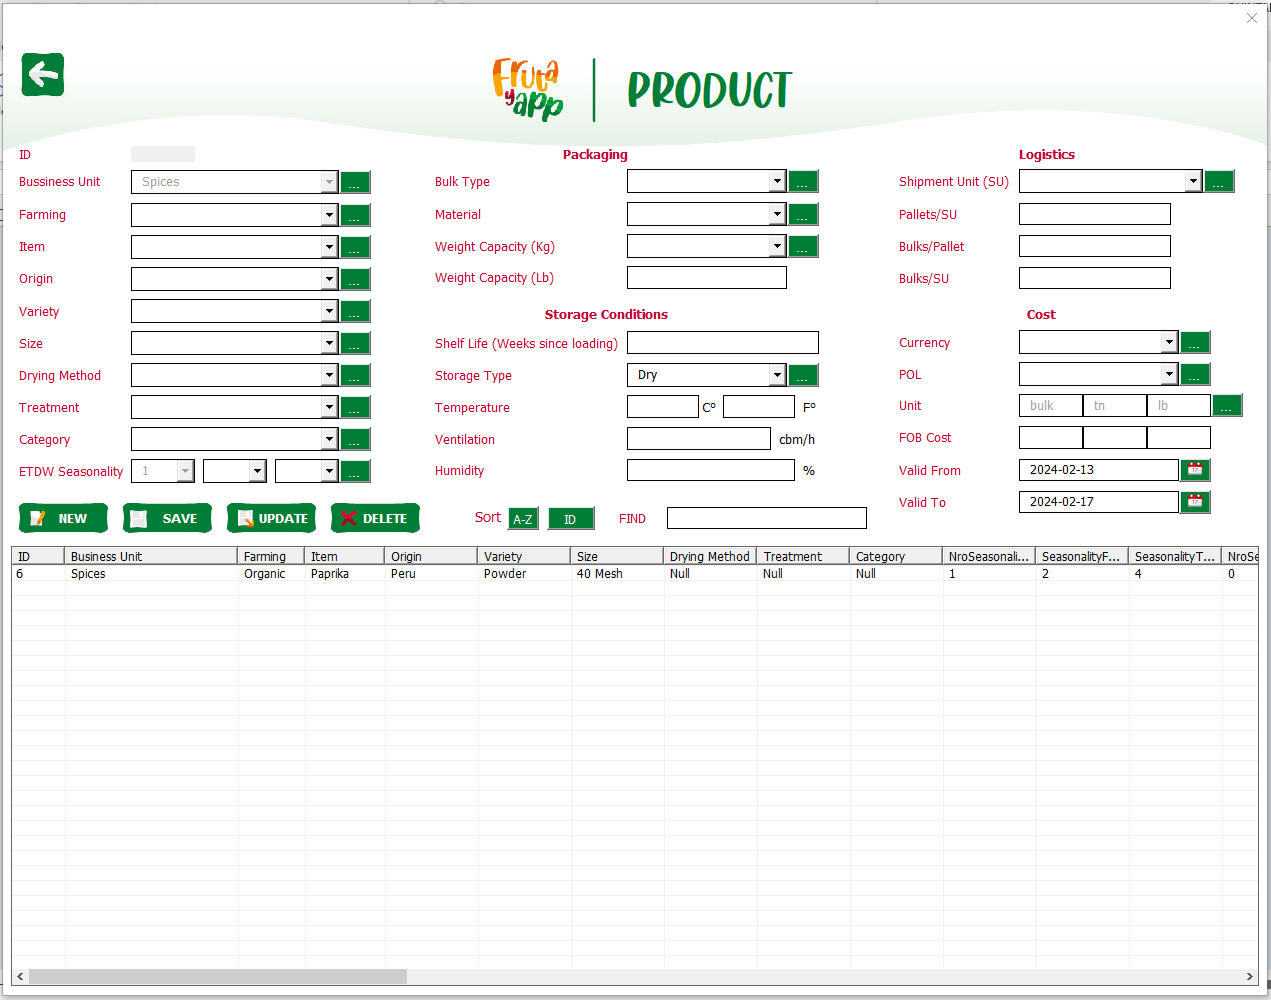 Fruta
y app
PRODUCT
ID
Packaging
Logistics
Bussiness Unit
Spices
...
Bulk Type
...
Shipment Unit (SU)
...
Farming
...
Material
...
Pallets/SU
Item
...
Weight Capacity (Kg)
...
Bulks/Pallet
Origin
...
Weight Capacity (Lb)
Bulks/SU
Variety
...
Storage Conditions
Cost
Size
...
Shelf Life (Weeks since loading)
Currency
...
Drying Method
...
Storage Type
Dry
...
POL
...
Treatment
...
Temperature
Cº
Fº
Unit
bulk
tn
lb
...
Category
...
Ventilation
cbm/h
FOB Cost
ETDW Seasonality
1
...
Humidity
%
Valid From
2024-02-13
Valid To
2024-02-17
NEW
SAVE
UPDATE
DELETE
Sort
A-Z
ID
FIND
ID Business Unit Farming Item Origin Variety Size Drying Method Treatment Category NroSeasonali... SeasonalityF... SeasonalityT... NroSe
6 Spices Organic Paprika Peru Powder 40 Mesh Null Null Null 1 2 4 0